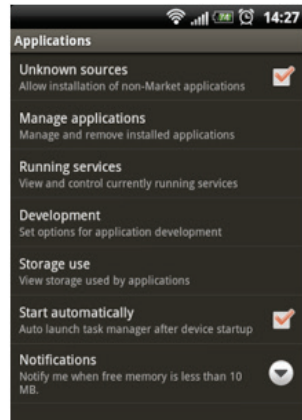 74 14:27
Applications
Unknown sources
Allow installation of non-Market applications
Manage applications
Manage and remove installed applications
Running services
View and control currently running services
Development
Set options for application development
Storage use
View storage used by applications
Start automatically
Auto launch task manager after device startup
Notifications
Notify me when free memory is less than 10
MB.